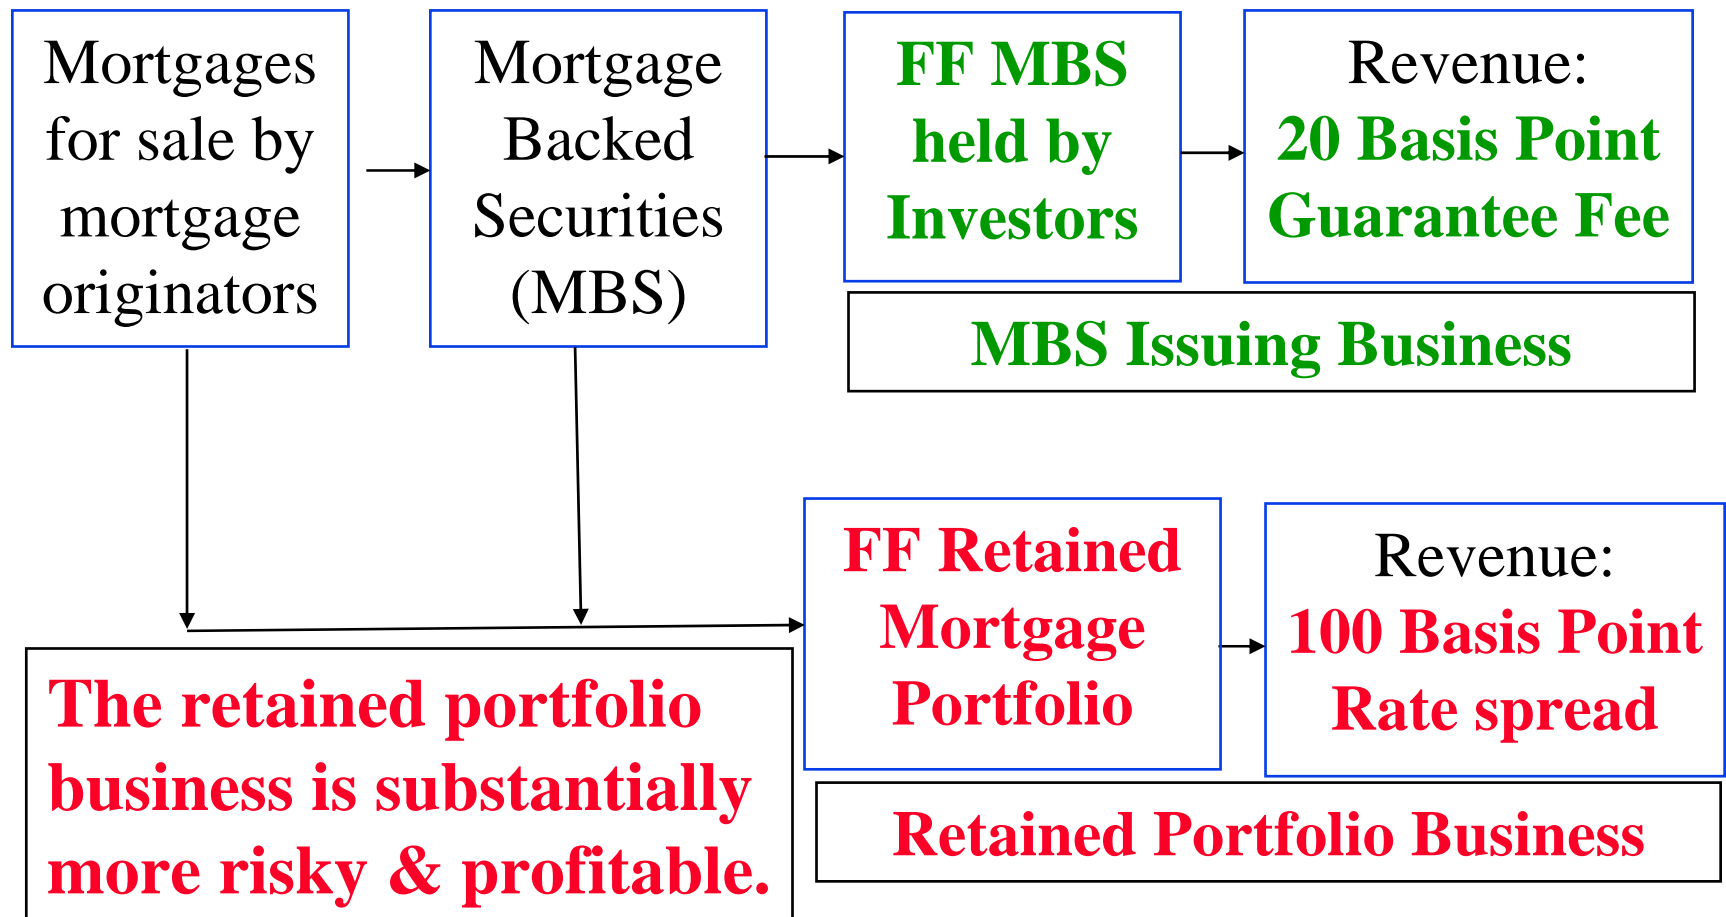 Mortgages
for sale by
mortgage
originators
Mortgage
Backed
Securities
(MBS)
FF MBS
held by
Investors
Revenue:
20 Basis Point
Guarantee Fee
MBS Issuing Business
FF Retained
Mortgage
Portfolio
Revenue:
100 Basis Point
Rate spread
The retained portfolio
business is substantially
more risky & profitable.
Retained Portfolio Business